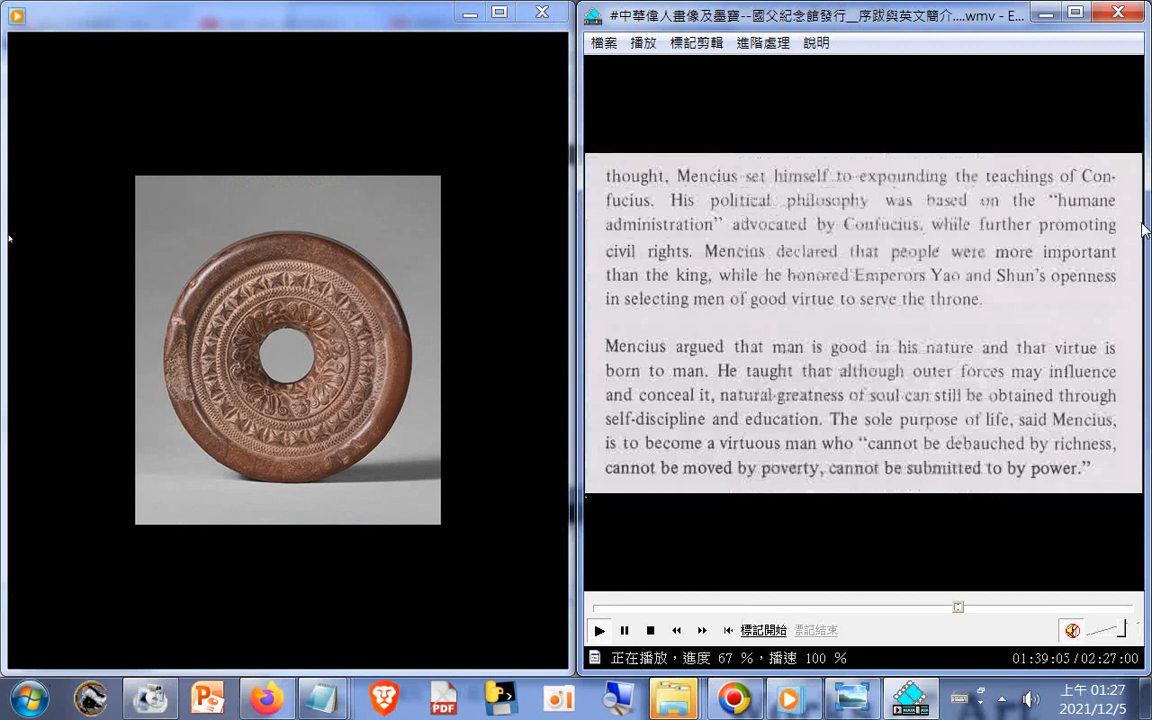 #中華偉人畫像及墨寶--國父紀念館發行__序跋與英文簡介....wmv - E...
檔案 播放 標記剪輯 進階處理 說明
thought, Mencius set himself to expounding the teachings of Con-
fucius. His political philosophy was based on the “humane
administration” advocated by Confucius, while further promoting
civil rights. Mencius declared that people were more important
than the king, while he honored Emperors Yao and Shun’s openness
in selecting men of good virtue to serve the throne.
Mencius argued that man is good in his nature and that virtue is
born to man. He taught that although outer forces may influence
and conceal it, natural greatness of soul can still be obtained through
self-discipline and education. The sole purpose of life, said Mencius,
is to become a virtuous man who “cannot be debauched by richness,
cannot be moved by poverty, cannot be submitted to by power.”
標記開始 標記結束
正在播放，進度 67 %，播速 100 % 01:39:05 / 02:27:00
PDF
上午 01:27
2021/12/5